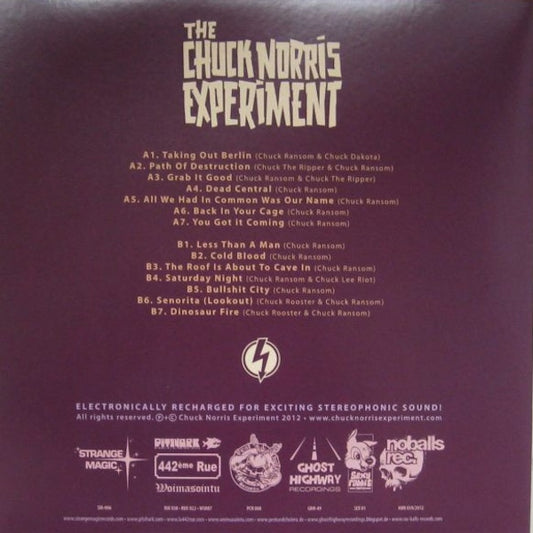 THE
CHUCK NORRIS
EXPERIMENT
A1. Taking Out Berlin (Chuck Ransom & Chuck Dakota)
A2. Path Of Destruction (Chuck The Ripper & Chuck Ransom)
A3. Grab It Good (Chuck Ransom & Chuck The Ripper)
A4. Dead Central (Chuck Ransom)
A5. All We Had In Common Was Our Name (Chuck Ransom)
A6. Back In Your Cage (Chuck Ransom)
A7. You Got it Coming (Chuck Ransom)
B1. Less Than A Man (Chuck Ransom)
B2. Cold Blood (Chuck Ransom)
B3. The Roof Is About To Cave In (Chuck Ransom)
B4. Saturday Night (Chuck Ransom & Chuck Lee Riot)
B5. Bullshit City (Chuck Ransom)
B6. Senorita (Lookout) (Chuck Rooster & Chuck Ransom)
B7. Dinosaur Fire (Chuck Rooster & Chuck Ransom)
ELECTRONICALLY RECHARGED FOR EXCITING STEREOPHONIC SOUND!
All rights reserved. ℗+© Chuck Norris Experiment 2012 • www.chucknorrisexperiment.com
STRANGE
MAGIC
PITSHARK
442ème Rue
Woimasointu
GHOST
HIGHWAY
RECORDINGS
noballs
rec.